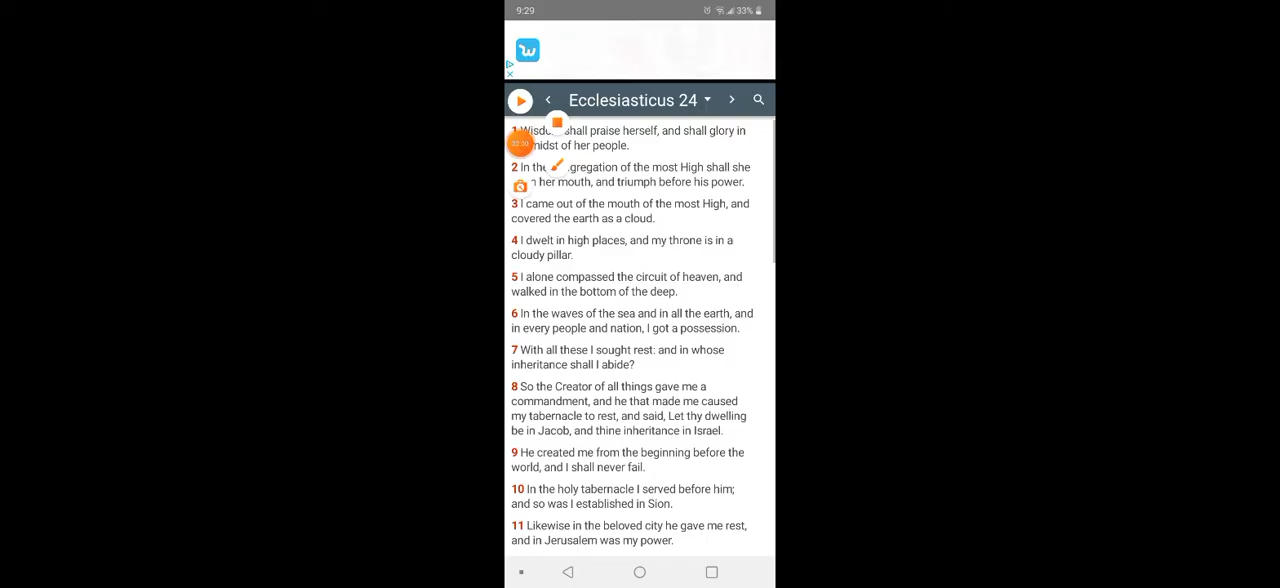 9:29
33%
Ecclesiasticus 24
1 shall praise herself, and shall glory in
midst of her people.
22:00
2 In the gregation of the most High shall she
her mouth, and triumph before his power.
3 I came out of the mouth of the most High, and
covered the earth as a cloud.
4 I dwelt in high places, and my throne is in a
cloudy pillar.
5 I alone compassed the circuit of heaven, and
walked in the bottom of the deep.
6 In the waves of the sea and in all the earth, and
in every people and nation, I got a possession.
7 With all these I sought rest: and in whose
inheritance shall I abide?
8 So the Creator of all things gave me a
commandment, and he that made me caused
my tabernacle to rest, and said, Let thy dwelling
be in Jacob, and thine inheritance in Israel.
9 He created me from the beginning before the
world, and I shall never fail.
10 In the holy tabernacle I served before him;
and so was I established in Sion.
11 Likewise in the beloved city he gave me rest,
and in Jerusalem was my power.